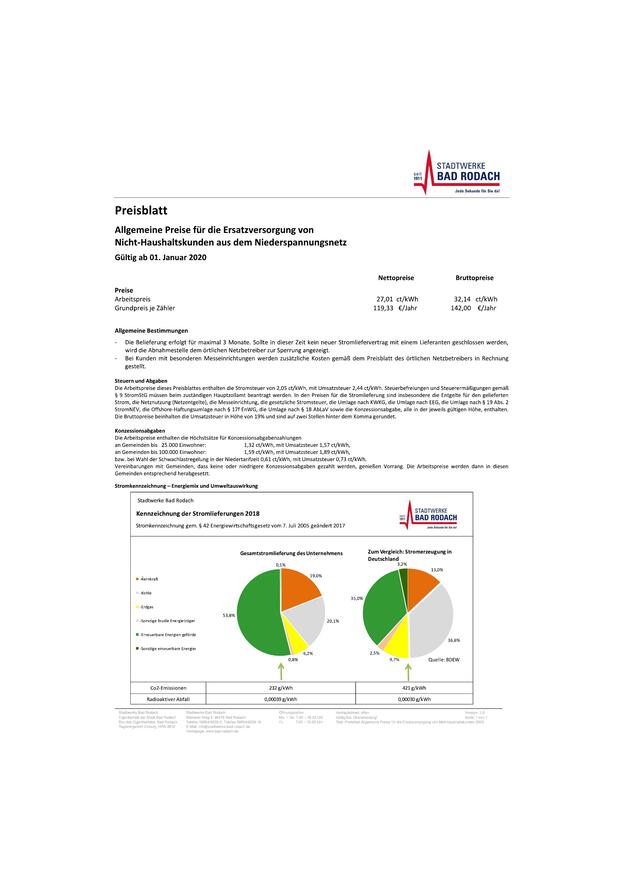 seit
1911
STADTWERKE
BAD RODACH
Jede Sekunde für Sie da!
Preisblatt
Allgemeine Preise für die Ersatzversorgung von
Nicht-Haushaltskunden aus dem Niederspannungsnetz
Gültig ab 01. Januar 2020
Nettopreise Bruttopreise
Preise
Arbeitspreis 27,01 ct/kWh 32,14 ct/kWh
Grundpreis je Zähler 119,33 €/Jahr 142,00 €/Jahr
Allgemeine Bestimmungen
- Die Belieferung erfolgt für maximal 3 Monate. Sollte in dieser Zeit kein neuer Stromliefervertrag mit einem Lieferanten geschlossen werden,
wird die Abnahmestelle dem örtlichen Netzbetreiber zur Sperrung angezeigt.
- Bei Kunden mit besonderen Messeinrichtungen werden zusätzliche Kosten gemäß dem Preisblatt des örtlichen Netzbetreibers in Rechnung
gestellt.
Steuern und Abgaben
Die Arbeitspreise dieses Preisblattes enthalten die Stromsteuer von 2,05 ct/kWh, mit Umsatzsteuer 2,44 ct/kWh. Steuerbefreiungen und Steuerermäßigungen gemäß
§ 9 StromStG müssen beim zuständigen Hauptzollamt beantragt werden. In den Preisen für die Stromlieferung sind insbesondere die Entgelte für den gelieferten
Strom, die Netznutzung (Netzentgelte), die Messeinrichtung, die gesetzliche Stromsteuer, die Umlage nach KWKG, die Umlage nach EEG, die Umlage nach § 19 Abs. 2
StromNEV, die Offshore-Haftungsumlage nach § 17f EnWG, die Umlage nach § 18 AbLaV sowie die Konzessionsabgabe, alle in der jeweils gültigen Höhe, enthalten.
Die Bruttopreise beinhalten die Umsatzsteuer in Höhe von 19% und sind auf zwei Stellen hinter dem Komma gerundet.
Konzessionsabgaben
Die Arbeitspreise enthalten die Höchstsätze für Konzessionsabgabenzahlungen
an Gemeinden bis 25.000 Einwohner: 1,32 ct/kWh, mit Umsatzsteuer 1,57 ct/kWh,
an Gemeinden bis 100.000 Einwohner: 1,59 ct/kWh, mit Umsatzsteuer 1,89 ct/kWh,
bzw. bei Wahl der Schwachlastregelung in der Niedertarifzeit 0,61 ct/kWh, mit Umsatzsteuer 0,73 ct/kWh.
Vereinbarungen mit Gemeinden, dass keine oder niedrigere Konzessionsabgaben gezahlt werden, genießen Vorrang. Die Arbeitspreise werden dann in diesen
Gemeinden entsprechend herabgesetzt.
Stromkennzeichnung – Energiemix und Umweltauswirkung
Stadtwerke Bad Rodach
Kennzeichnung der Stromlieferungen 2018
Stromkennzeichnung gem. § 42 Energiewirtschaftsgesetz vom 7. Juli 2005 geändert 2017
STADTWERKE
BAD RODACH
Jede Sekunde für Sie da!
Gesamtstromlieferung des Unternehmens
Zum Vergleich: Stromerzeugung in
Deutschland
Kernkraft
Kohle
Erdgas
Sonstige fossile Energieträger
Erneuerbare Energien gefördert
Sonstige erneuerbare Energien
0,1%
19,0%
20,1%
6,2%
0,8%
53,8%
3,2%
13,0%
36,6%
9,7%
2,5%
35,0%
Quelle: BDEW
Co2-Emissionen 232 g/kWh 421 g/kWh
Radioaktiver Abfall 0,00039 g/kWh 0,00030 g/kWh